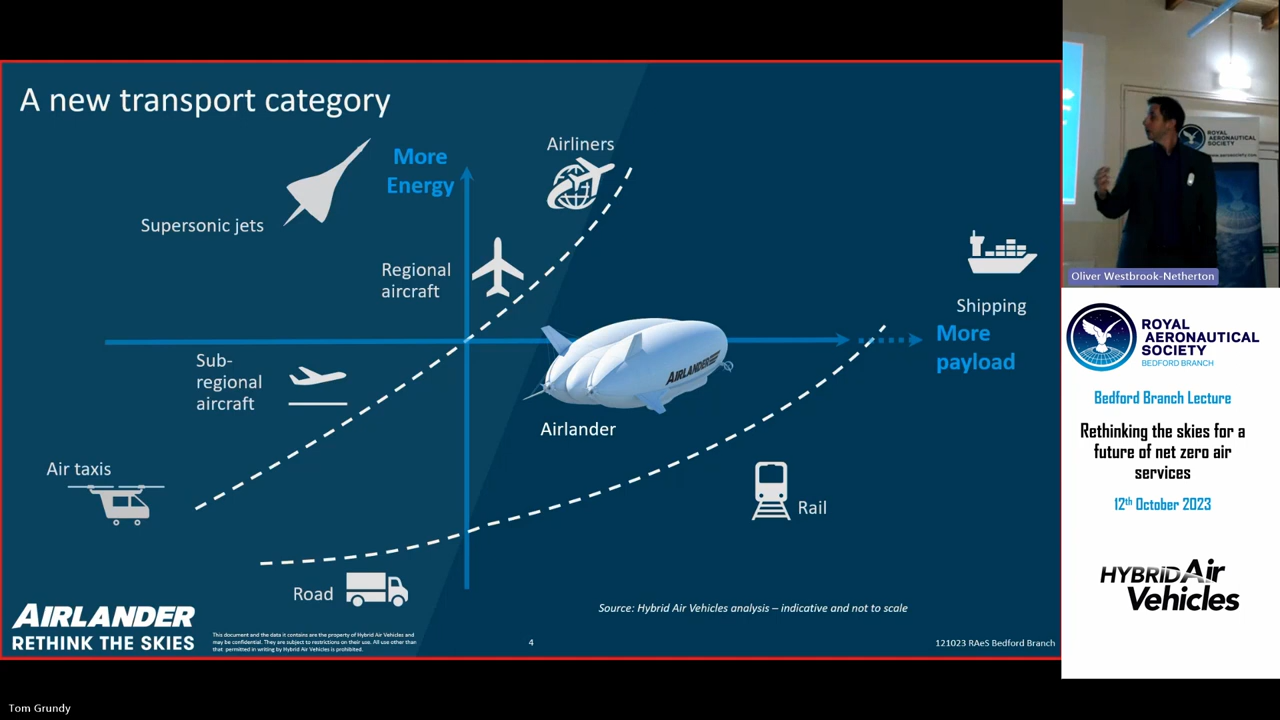 A new transport category
More
Energy
Airliners
Supersonic jets
Regional
aircraft
Shipping
More
payload
Sub-
regional
aircraft
AIRLANDER
Airlander
Air taxis
Rail
Road
Source: Hybrid Air Vehicles analysis – indicative and not to scale
AIRLANDER
RETHINK THE SKIES
This document and the data it contains are the property of Hybrid Air Vehicles and
may be confidential. They are subject to restrictions on their use. All use other than
that permitted in writing by Hybrid Air Vehicles is prohibited.
4
121023 RAeS Bedford Branch
ROYAL
AERONAUTICAL
SOCIETY
Oliver Westbrook-Netherton
ROYAL
AERONAUTICAL
SOCIETY
BEDFORD BRANCH
Bedford Branch Lecture
Rethinking the skies for a
future of net zero air
services
12th October 2023
HYBRID Air
Vehicles
Tom Grundy